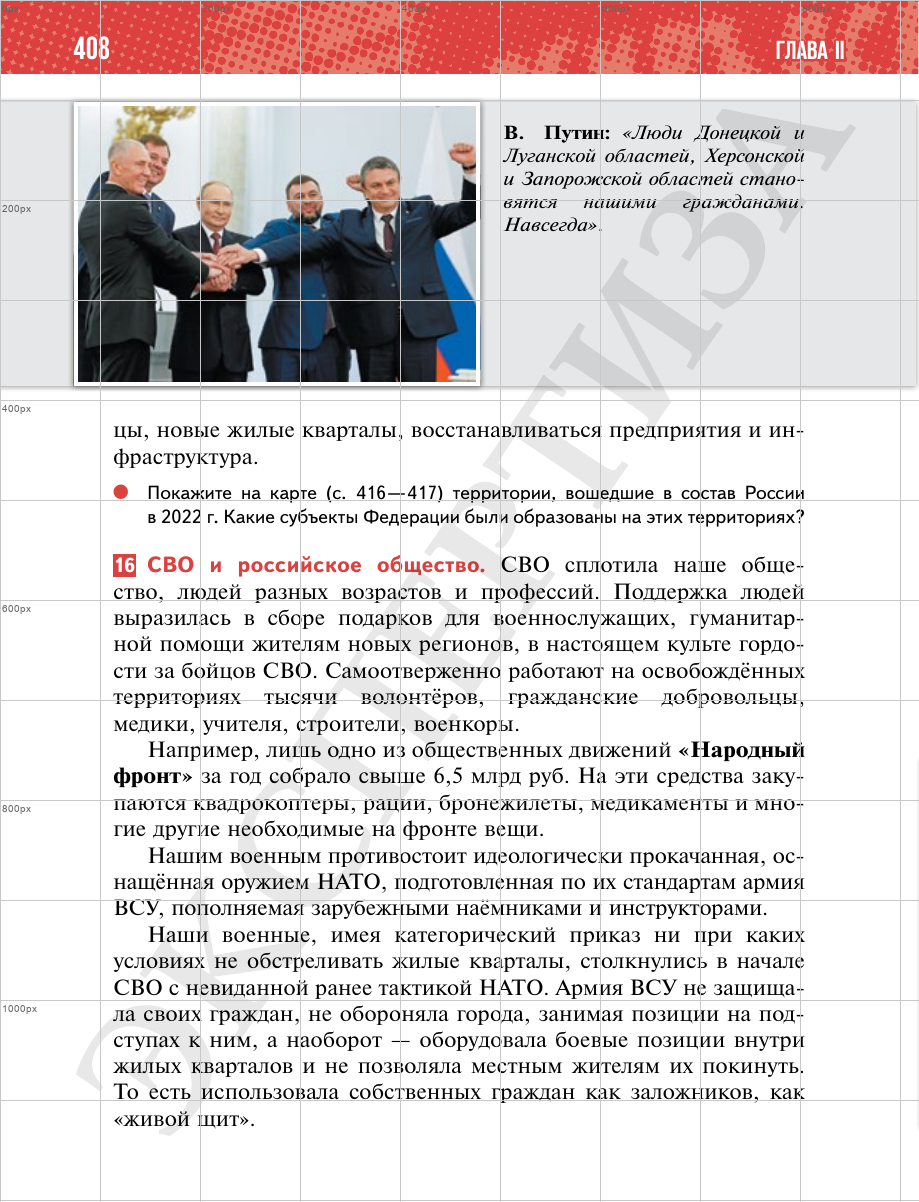 408
ГЛАВА II
В. Путин: «Люди Донецкой и
Луганской областей, Херсонской
и Запорожской областей стано-
вятся нашими гражданами.
Навсегда».
цы, новые жилые кварталы, восстанавливаться предприятия и ин-
фраструктура.
Покажите на карте (с. 416—417) территории, вошедшие в состав России
в 2022 г. Какие субъекты Федерации были образованы на этих территориях?
16 СВО и российское общество. СВО сплотила наше обще-
ство, людей разных возрастов и профессий. Поддержка людей
выразилась в сборе подарков для военнослужащих, гуманитар-
ной помощи жителям новых регионов, в настоящем культе гордо-
сти за бойцов СВО. Самоотверженно работают на освобождённых
территориях тысячи волонтёров, гражданские добровольцы,
медики, учителя, строители, военкоры.
Например, лишь одно из общественных движений «Народный
фронт» за год собрало свыше 6,5 млрд руб. На эти средства заку-
паются квадрокоптеры, рации, бронежилеты, медикаменты и мно-
гие другие необходимые на фронте вещи.
Нашим военным противостоит идеологически прокачанная, ос-
нащённая оружием НАТО, подготовленная по их стандартам армия
ВСУ, пополняемая зарубежными наёмниками и инструкторами.
Наши военные, имея категорический приказ ни при каких
условиях не обстреливать жилые кварталы, столкнулись в начале
СВО с невиданной ранее тактикой НАТО. Армия ВСУ не защища-
ла своих граждан, не обороняла города, занимая позиции на под-
ступах к ним, а наоборот — оборудовала боевые позиции внутри
жилых кварталов и не позволяла местным жителям их покинуть.
То есть использовала собственных граждан как заложников, как
«живой щит».
ЭКСПЕРТИЗА
200px
400px
600px
800px
1000px